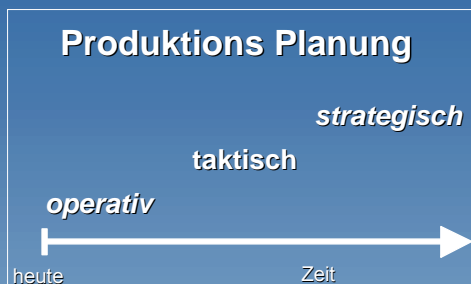 Produktions Planung
strategisch
taktisch
operativ
heute Zeit